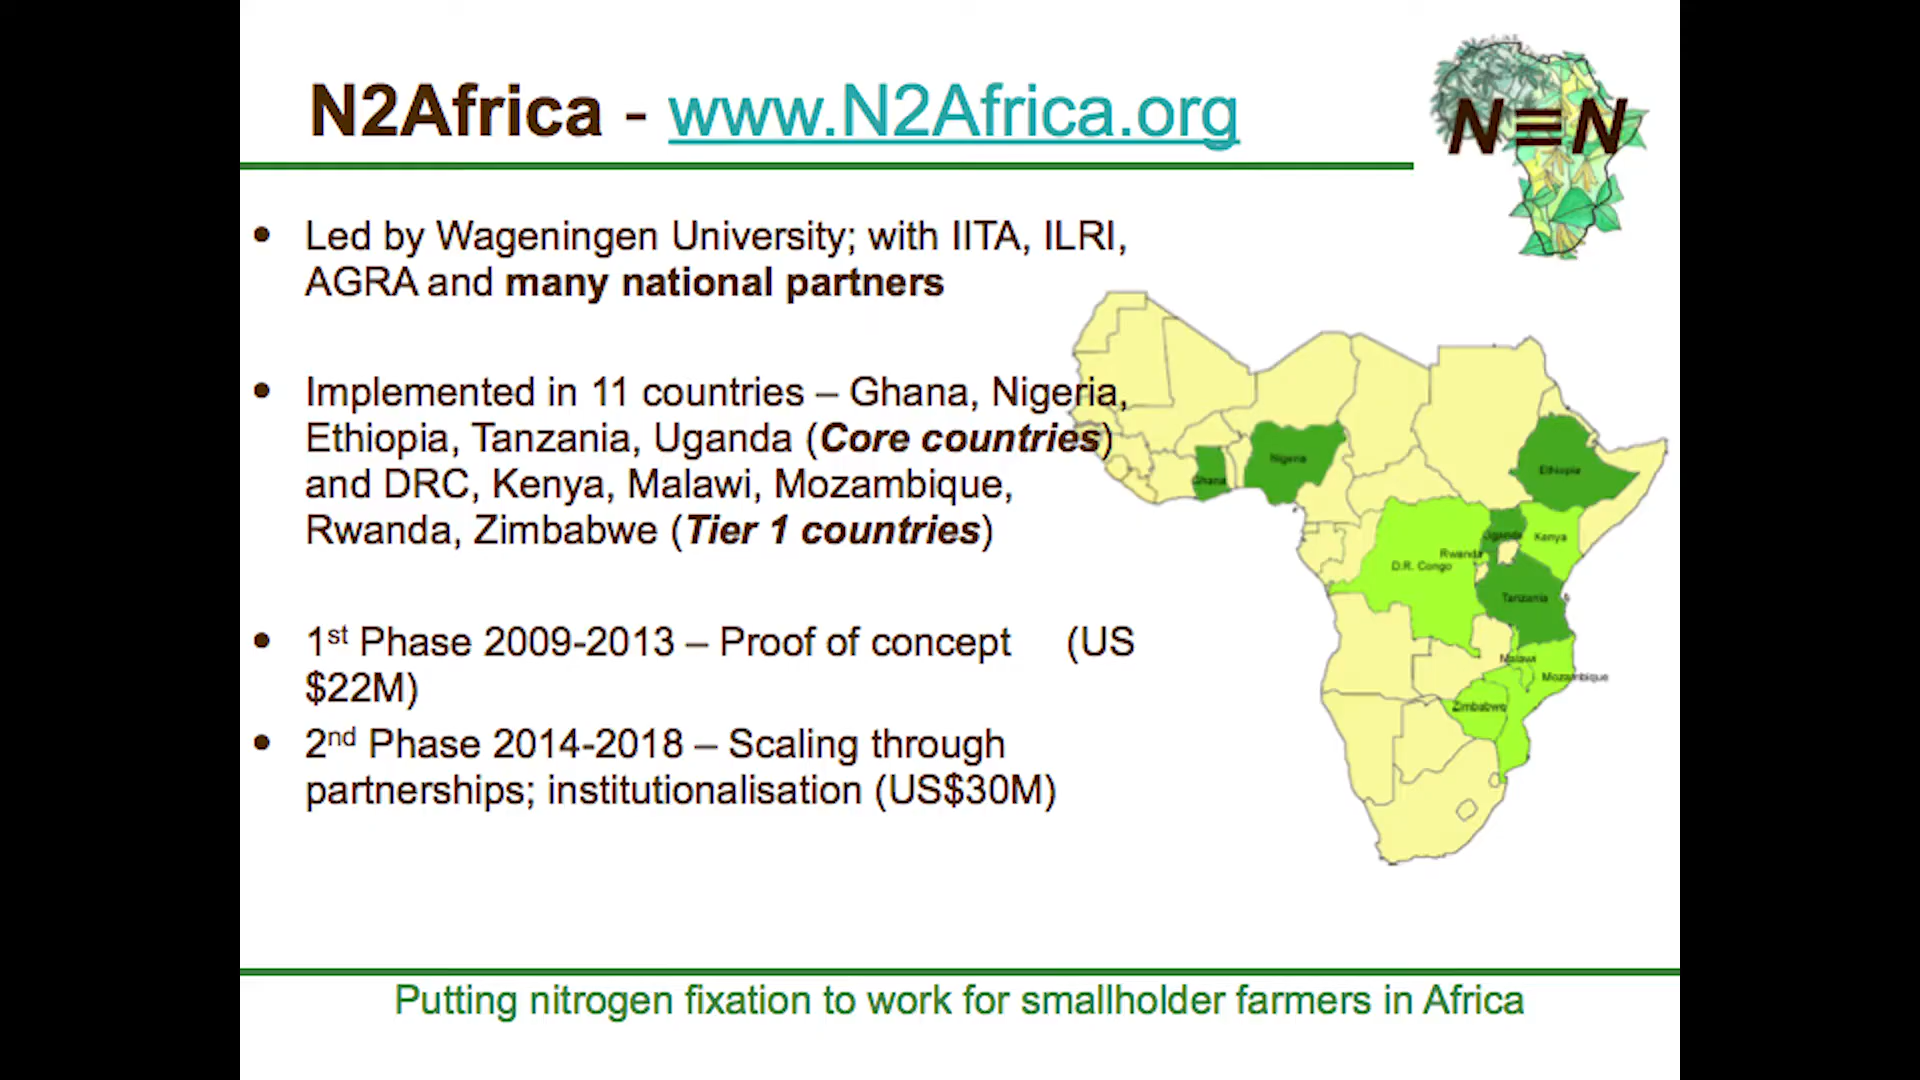 N2Africa - www.N2Africa.org
N≡N
• Led by Wageningen University; with IITA, ILRI,
AGRA and many national partners
• Implemented in 11 countries – Ghana, Nigeria,
Ethiopia, Tanzania, Uganda (Core countries)
and DRC, Kenya, Malawi, Mozambique,
Rwanda, Zimbabwe (Tier 1 countries)
• 1st Phase 2009-2013 – Proof of concept (US
$22M)
• 2nd Phase 2014-2018 – Scaling through
partnerships; institutionalisation (US$30M)
Nigeria
Ghana
Ethiopia
Uganda
Kenya
Rwanda
D.R. Congo
Tanzania
Malawi
Mozambique
Zimbabwe
Putting nitrogen fixation to work for smallholder farmers in Africa